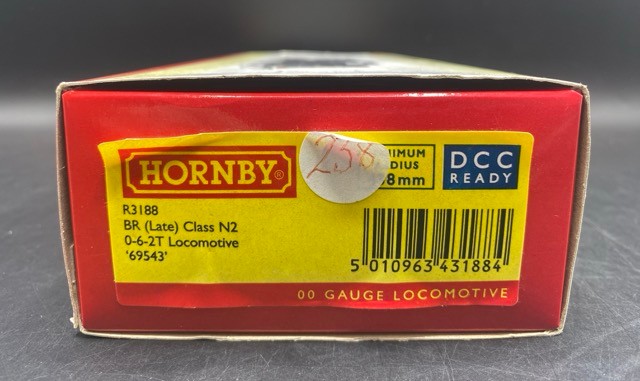 HORNBY®
238
NIMUM
DIUS
8mm
DCC
READY
R3188
BR (Late) Class N2
0-6-2T Locomotive
'69543'
5 010963 431884
00 GAUGE LOCOMOTIVE